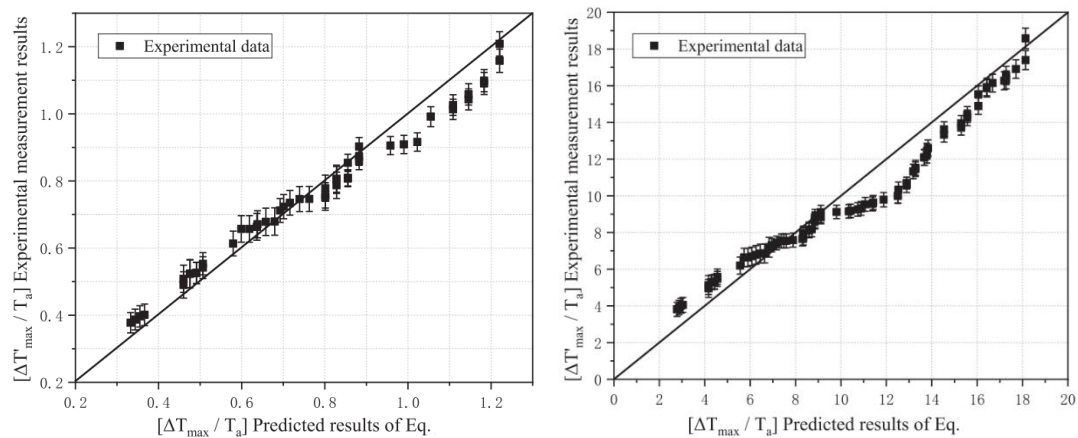 [ΔT'max / Ta] Experimental measurement results
1.2
1.0
0.8
0.6
0.4
0.2
Experimental data
0.2 0.4 0.6 0.8 1.0 1.2
[ΔTmax / Ta] Predicted results of Eq.
[ΔT'max / Ta] Experimental measurement results
20
18
16
14
12
10
8
6
4
2
0
Experimental data
0 2 4 6 8 10 12 14 16 18 20
[ΔTmax / Ta] Predicted results of Eq.